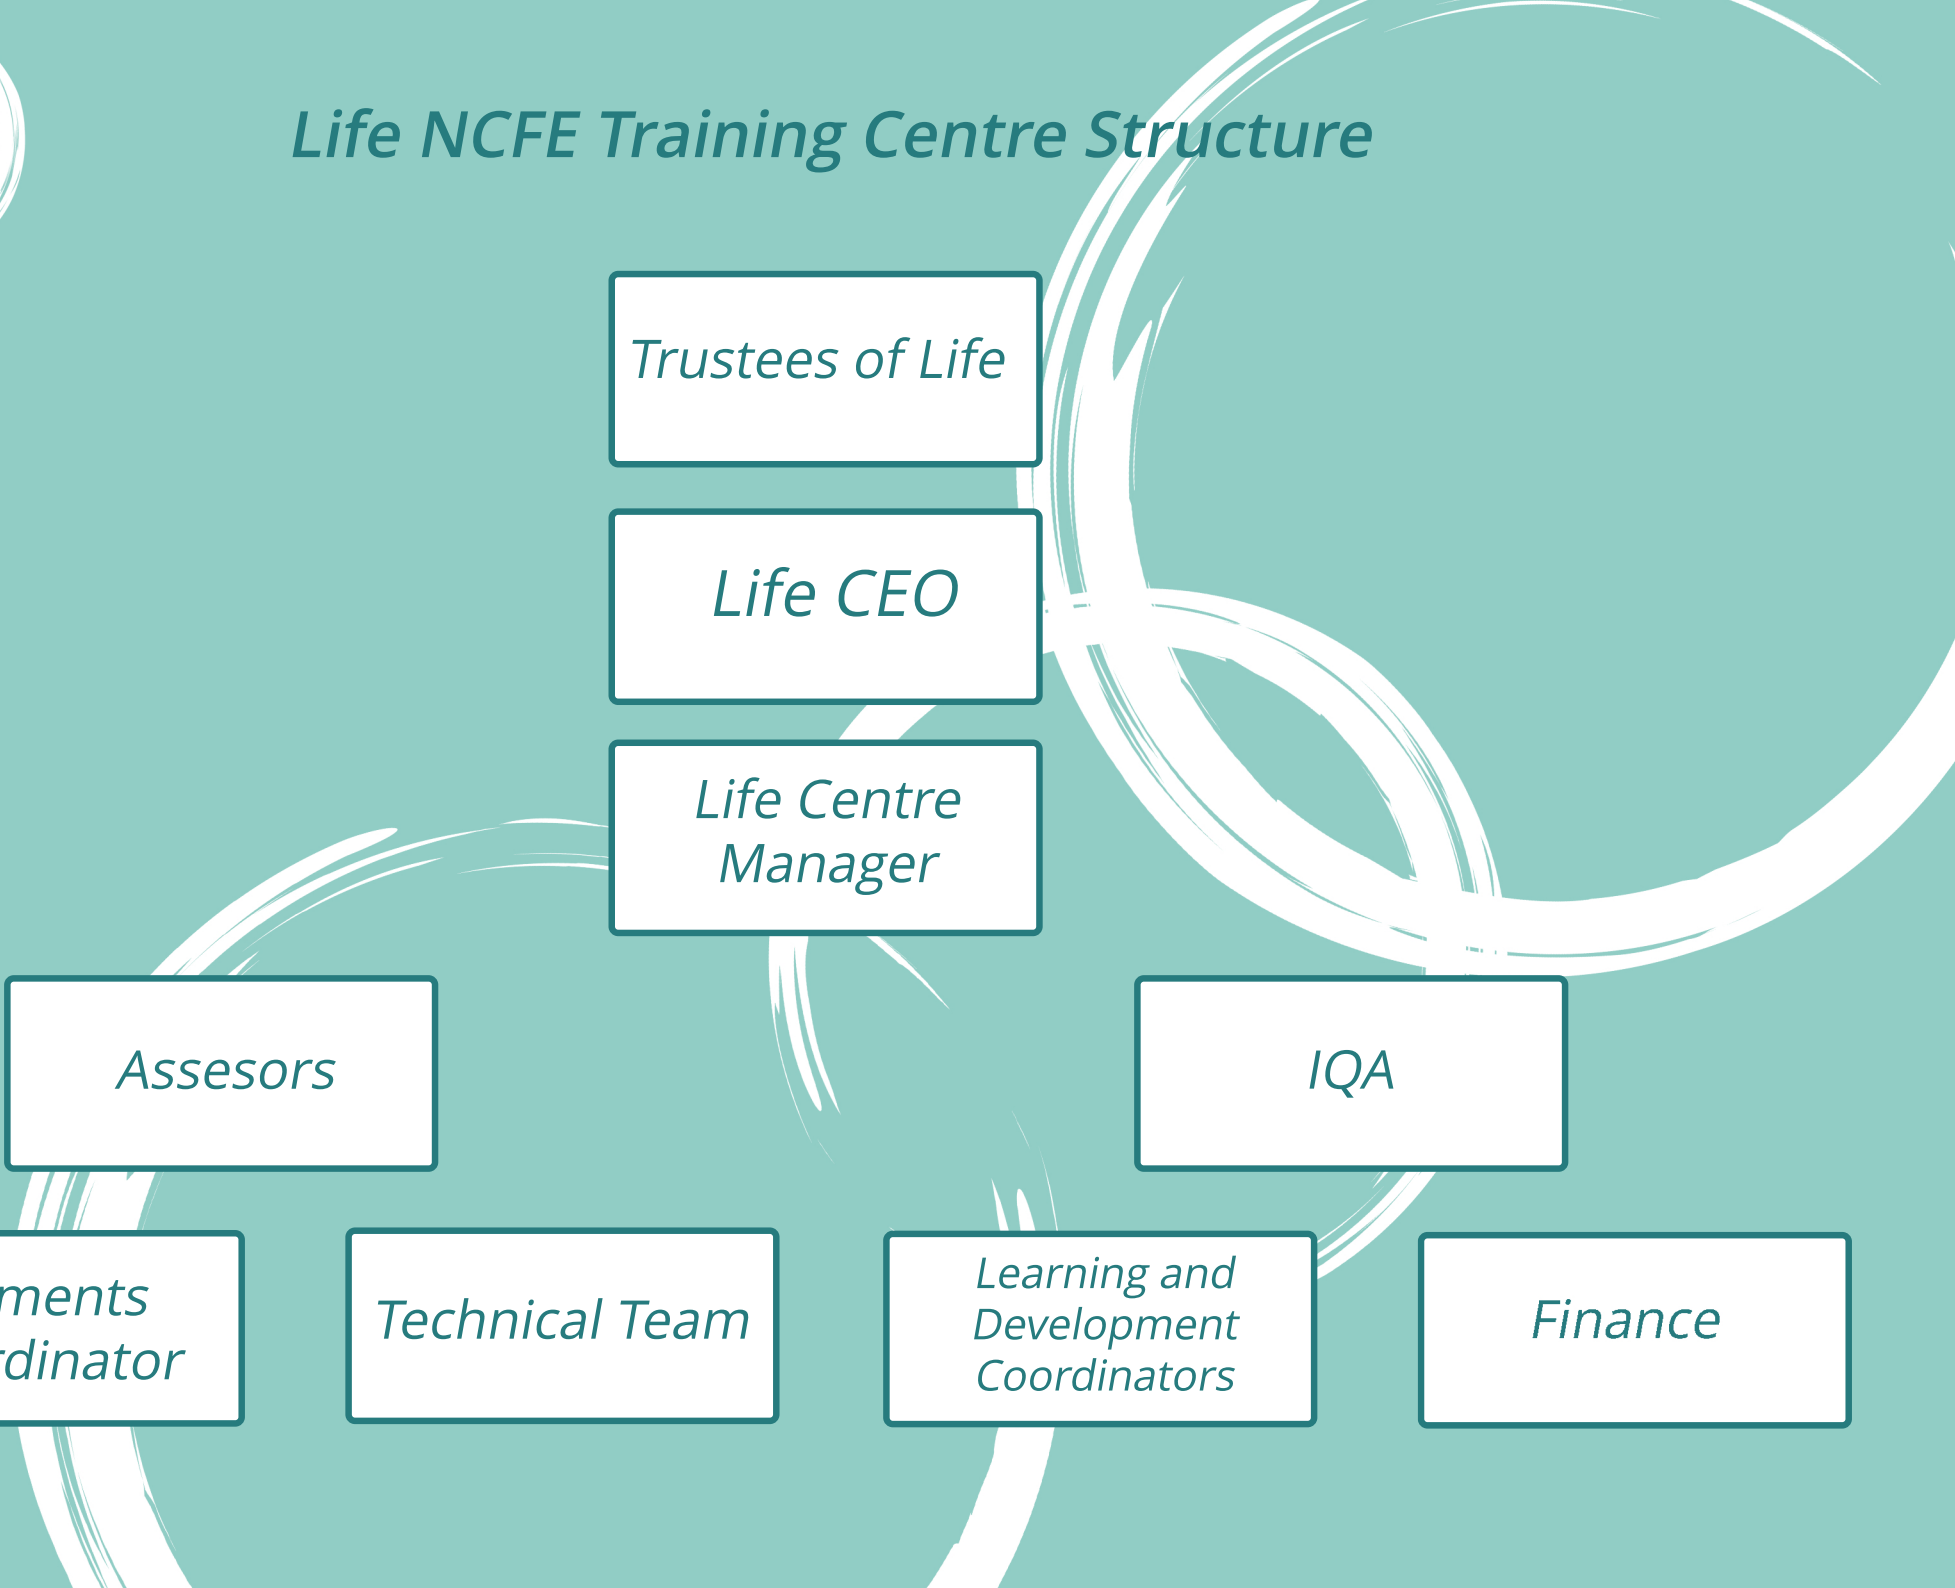 Life NCFE Training Centre Structure
Trustees of Life
Life CEO
Life Centre
Manager
Assesors
IQA
ments
rdinator
Technical Team
Learning and
Development
Coordinators
Finance